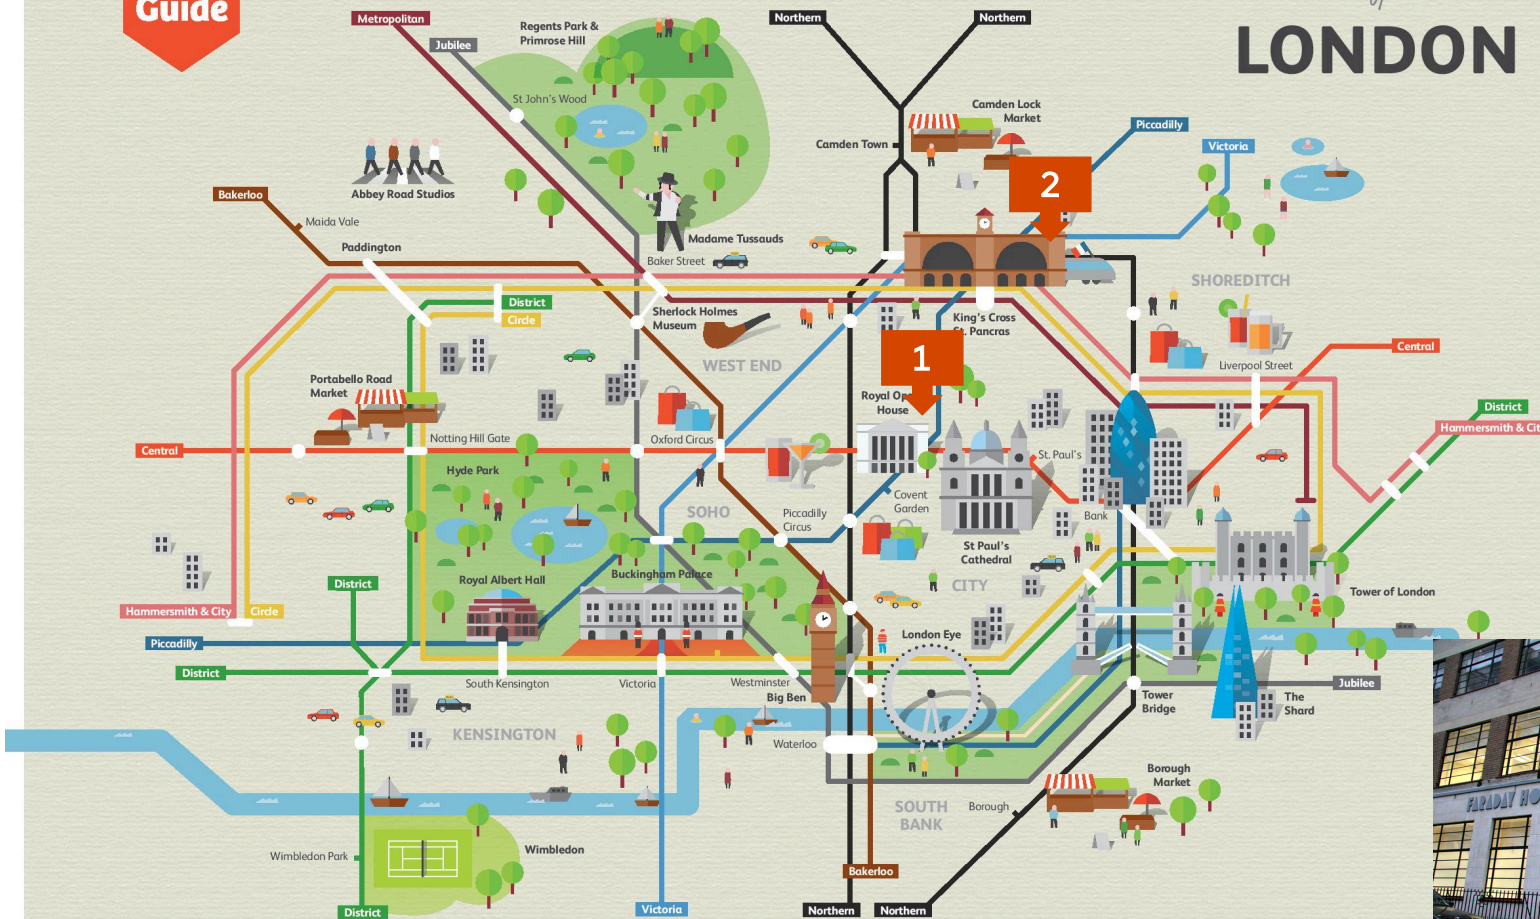 Guide
of
LONDON
Metropolitan
Jubilee
Regents Park &
Primrose Hill
Northern
Northern
St John's Wood
Camden Lock
Market
Piccadilly
Camden Town
Victoria
Abbey Road Studios
2
Bakerloo
Maida Vale
Paddington
Madame Tussauds
Baker Street
SHOREDITCH
District
Circle
Sherlock Holmes
Museum
King's Cross
St. Pancras
WEST END
1
Central
Liverpool Street
Portabello Road
Market
Royal Op
House
District
Hammersmith & Cit
Central
Notting Hill Gate
Oxford Circus
St. Paul's
Hyde Park
Covent
Garden
SOHO
Piccadilly
Circus
Bank
St Paul's
Cathedral
District
Royal Albert Hall
Buckingham Palace
CITY
Tower of London
Hammersmith & City
Circle
London Eye
Piccadilly
District
South Kensington
Victoria
Westminster
Big Ben
Jubilee
Tower
Bridge
The
Shard
KENSINGTON
Waterloo
Borough
Market
SOUTH
BANK
Borough
FARADAY HO
Wimbledon Park
Wimbledon
Bakerloo
District
Victoria
Northern
Northern